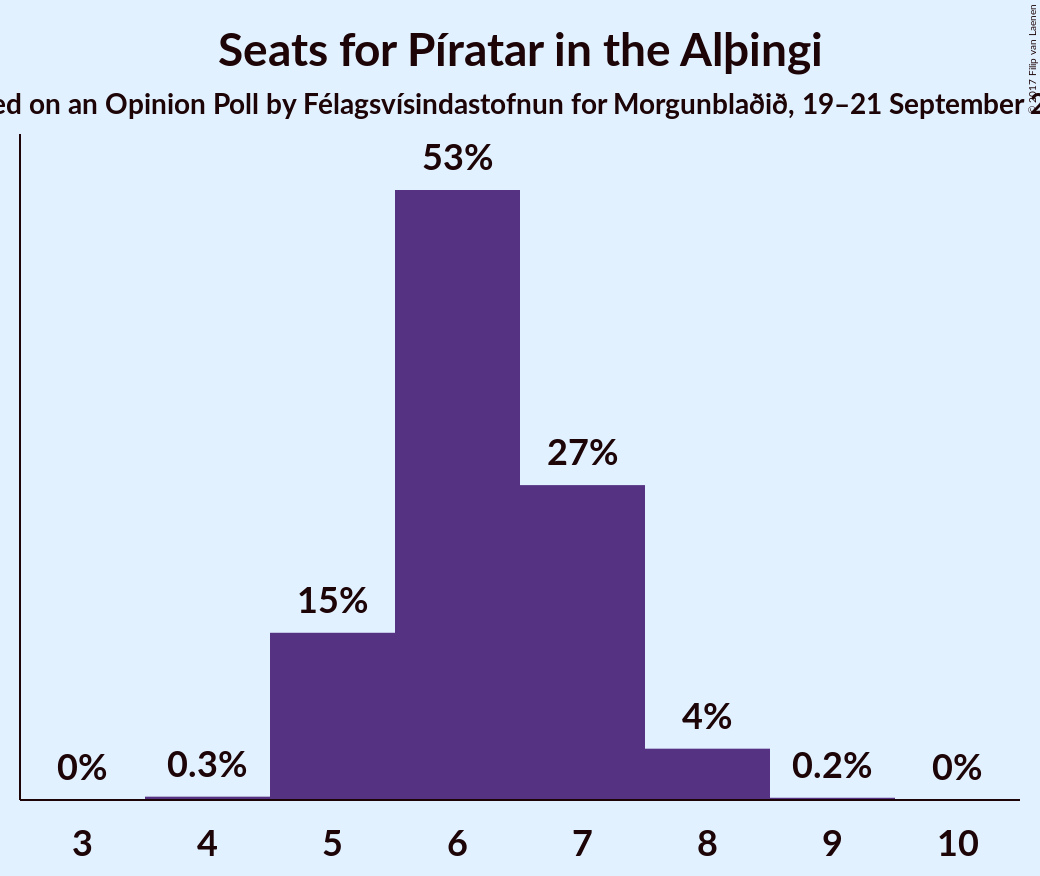 Seats for Píratar in the Alþingi
ed on an Opinion Poll by Félagsvísindastofnun for Morgunblaðið, 19–21 September 2
© 2017 Filip van Laenen
53%
27%
15%
4%
0% 0.3% 0.2% 0%
3 4 5 6 7 8 9 10